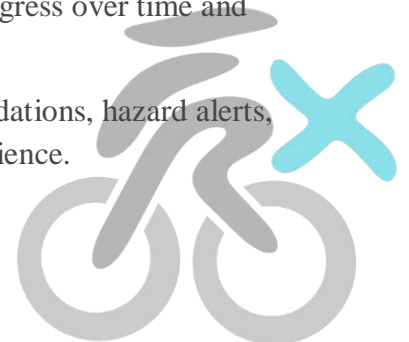 gress over time and
dations, hazard alerts,
ience.